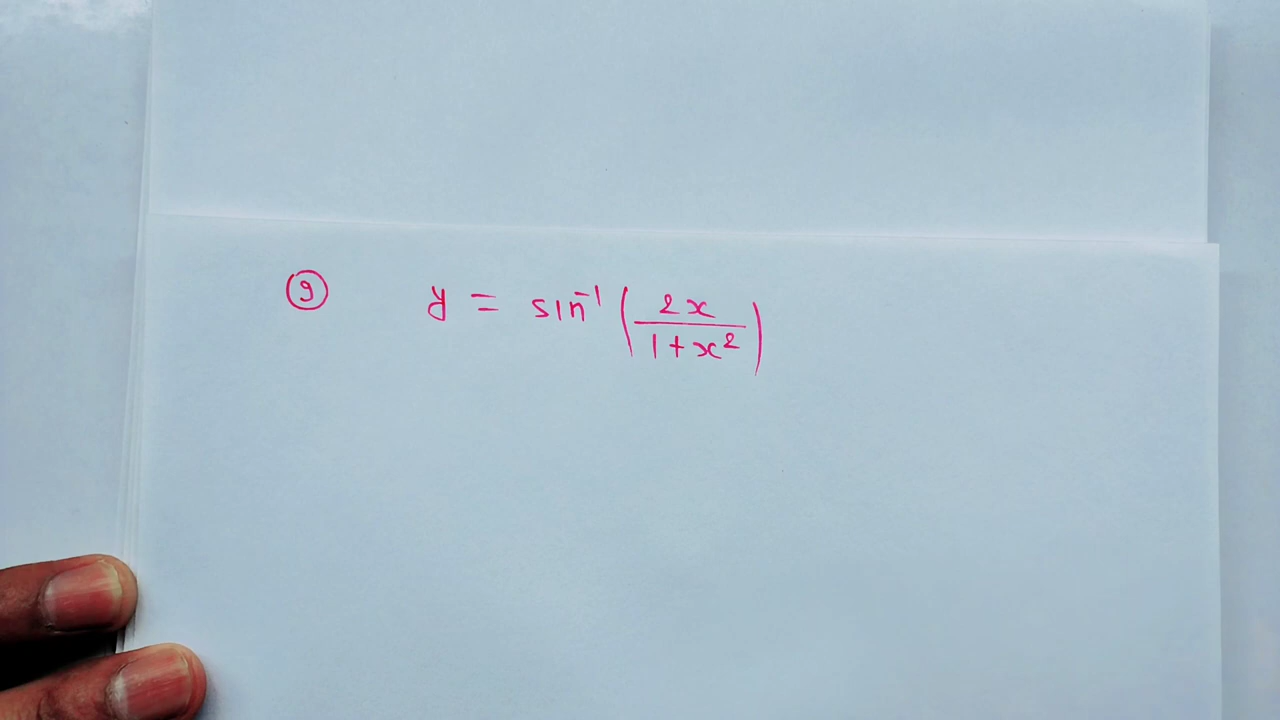 ⑨ y = sin⁻¹ (2x / 1+x²)